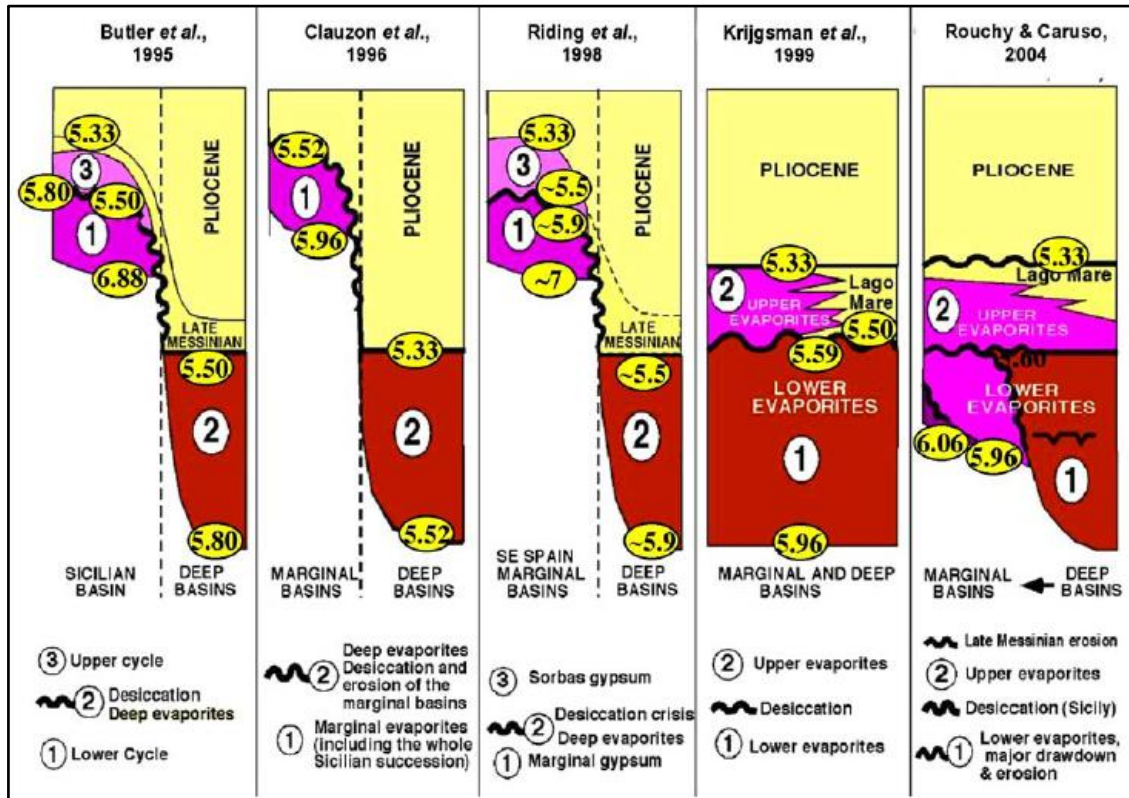 Butler et al.,
1995
5.33
3
5.80
5.50
1
6.88
PLIOCENE
LATE
MESSINIAN
5.50
2
5.80
SICILIAN
BASIN
DEEP
BASINS
3 Upper cycle
2 Desiccation
Deep evaporites
1 Lower Cycle
Clauzon et al.,
1996
5.52
1
5.96
PLIOCENE
5.33
2
5.52
MARGINAL
BASINS
DEEP
BASINS
2 Deep evaporites
Desiccation and
erosion of the
marginal basins
1 Marginal evaporites
(including the whole
Sicilian succession)
Riding et al.,
1998
5.33
3
~5.5
~5.9
1
~7
PLIOCENE
LATE
MESSINIAN
~5.5
2
~5.9
SE SPAIN
MARGINAL
BASINS
DEEP
BASINS
3 Sorbas gypsum
2 Desiccation crisis
Deep evaporites
1 Marginal gypsum
Krijgsman et al.,
1999
PLIOCENE
5.33
2
UPPER
EVAPORITES
Lago
Mare
5.50
5.59
LOWER
EVAPORITES
1
5.96
MARGINAL AND DEEP
BASINS
2 Upper evaporites
Desiccation
1 Lower evaporites
Rouchy & Caruso,
2004
PLIOCENE
5.33
Lago Mare
2
UPPER
EVAPORITES
LOWER
EVAPORITES
6.06
5.96
1
MARGINAL
BASINS
DEEP
BASINS
Late Messinian erosion
2 Upper evaporites
Desiccation (Sicily)
1 Lower evaporites,
major drawdown
& erosion